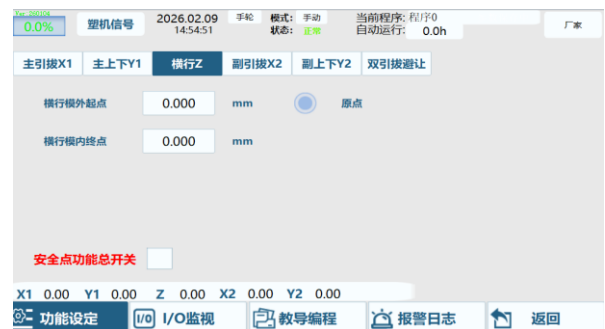 Ver 260104
0.0%
塑机信号
2026.02.09
14:54:51
手轮
模式: 手动
状态: 正常
当前程序: 程序0
自动运行: 0.0h
厂家
主引拔X1 主上下Y1 横行Z 副引拔X2 副上下Y2 双引拔避让
横行模外起点 0.000 mm 原点
横行模内终点 0.000 mm
安全点功能总开关
X1 0.00 Y1 0.00 Z 0.00 X2 0.00 Y2 0.00
功能设定 I/O I/O监视 教导编程 报警日志 返回